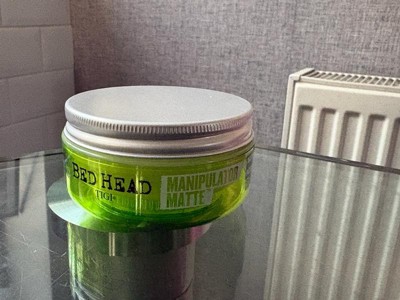 BED HEAD
TIGI
MANIPULATOR
MATTE